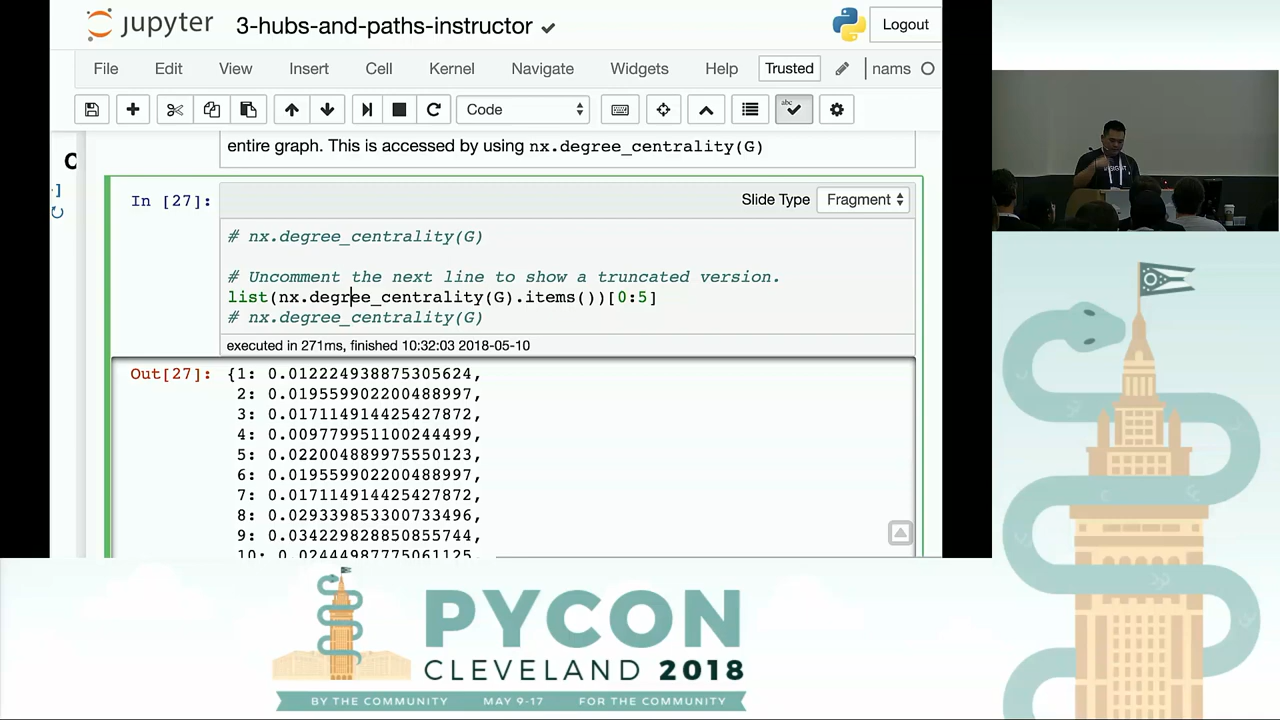 jupyter 3-hubs-and-paths-instructor
Logout
File Edit View Insert Cell Kernel Navigate Widgets Help Trusted nams
Code
entire graph. This is accessed by using nx.degree_centrality(G)
In [27]:
Slide Type Fragment
# nx.degree_centrality(G)
# Uncomment the next line to show a truncated version.
list(nx.degree_centrality(G).items())[0:5]
# nx.degree_centrality(G)
executed in 271ms, finished 10:32:03 2018-05-10
Out[27]: {1: 0.012224938875305624,
2: 0.019559902200488997,
3: 0.017114914425427872,
4: 0.009779951100244499,
5: 0.022004889975550123,
6: 0.019559902200488997,
7: 0.017114914425427872,
8: 0.029339853300733496,
9: 0.034229828850855744,
10: 0.02444987775061125,
PYCON
CLEVELAND 2018
BY THE COMMUNITY MAY 9-17 FOR THE COMMUNITY